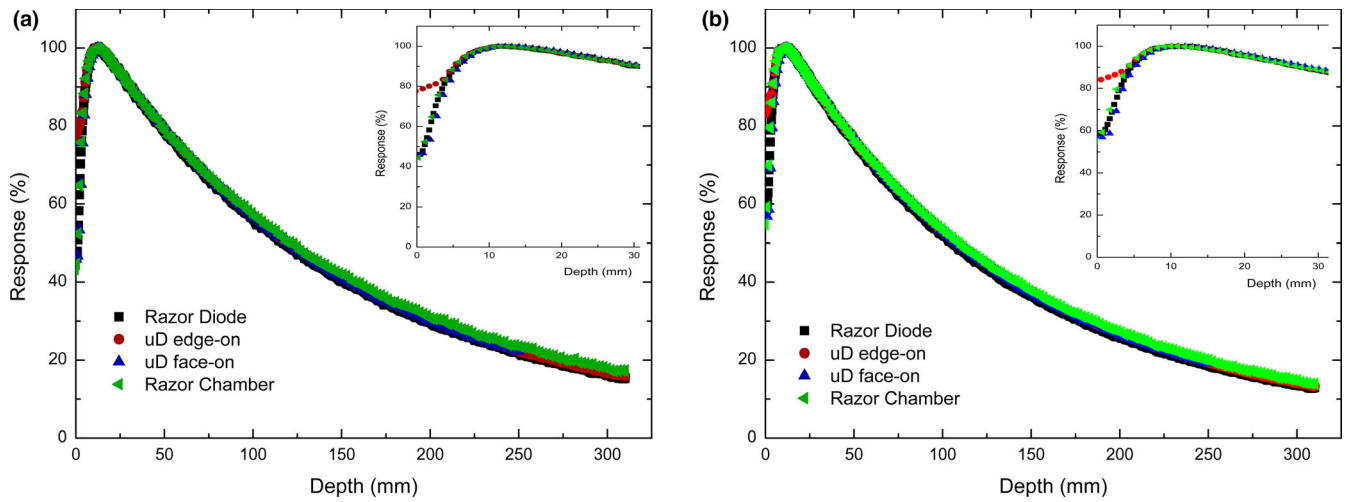 (a)
100
80
60
40
20
0
Response (%)
0 50 100 150 200 250 300
Depth (mm)
Razor Diode
uD edge-on
uD face-on
Razor Chamber
100
80
60
40
20
0
Response (%)
0 10 20 30
Depth (mm)
(b)
100
80
60
40
20
0
Response (%)
0 50 100 150 200 250 300
Depth (mm)
Razor Diode
uD edge-on
uD face-on
Razor Chamber
100
80
60
40
20
0
Response (%)
0 10 20 30
Depth (mm)